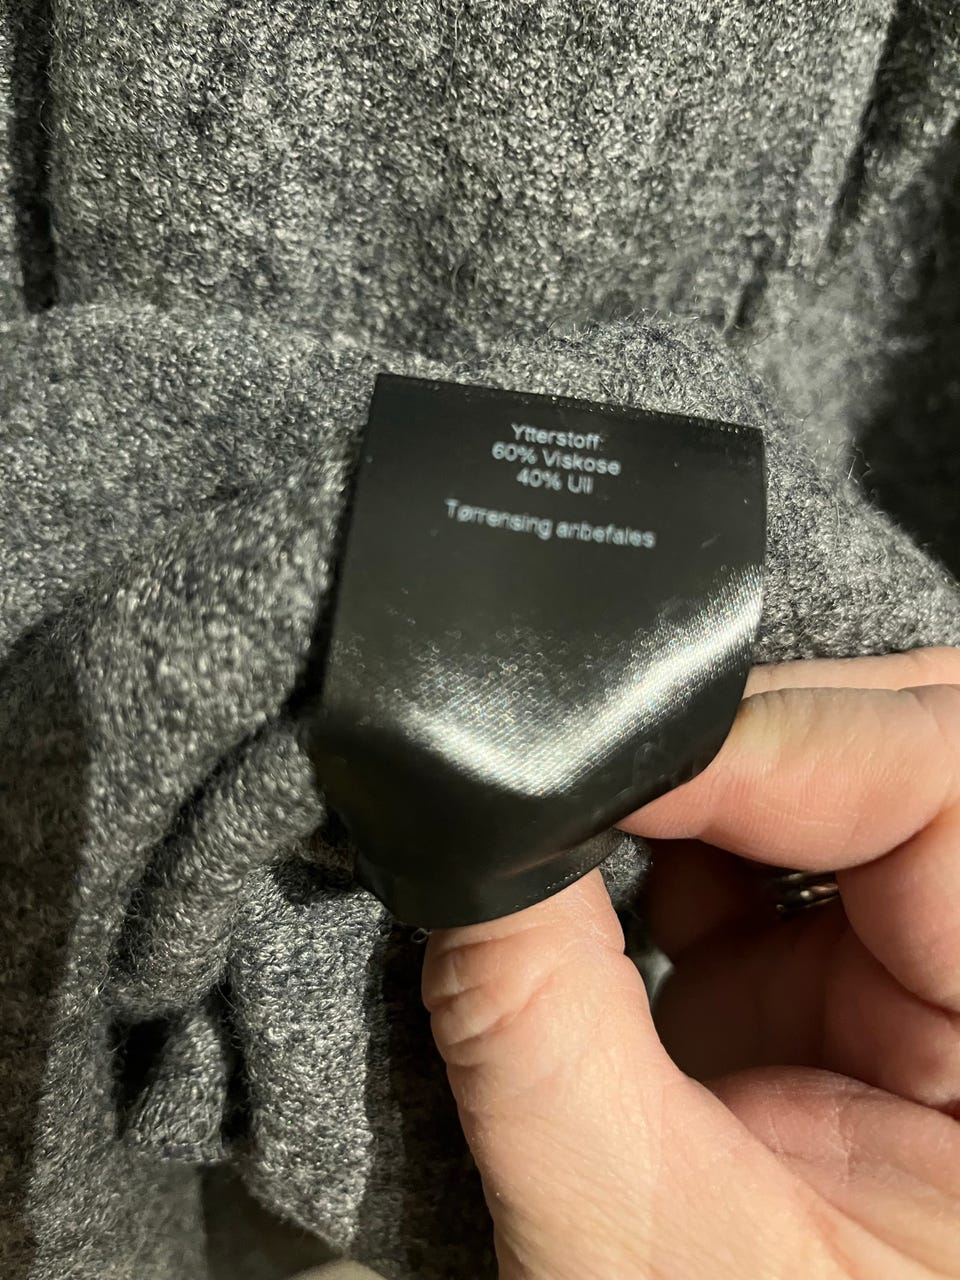 Ytterstoff:
60% Viskose
40% Ull
Tørrensing anbefales